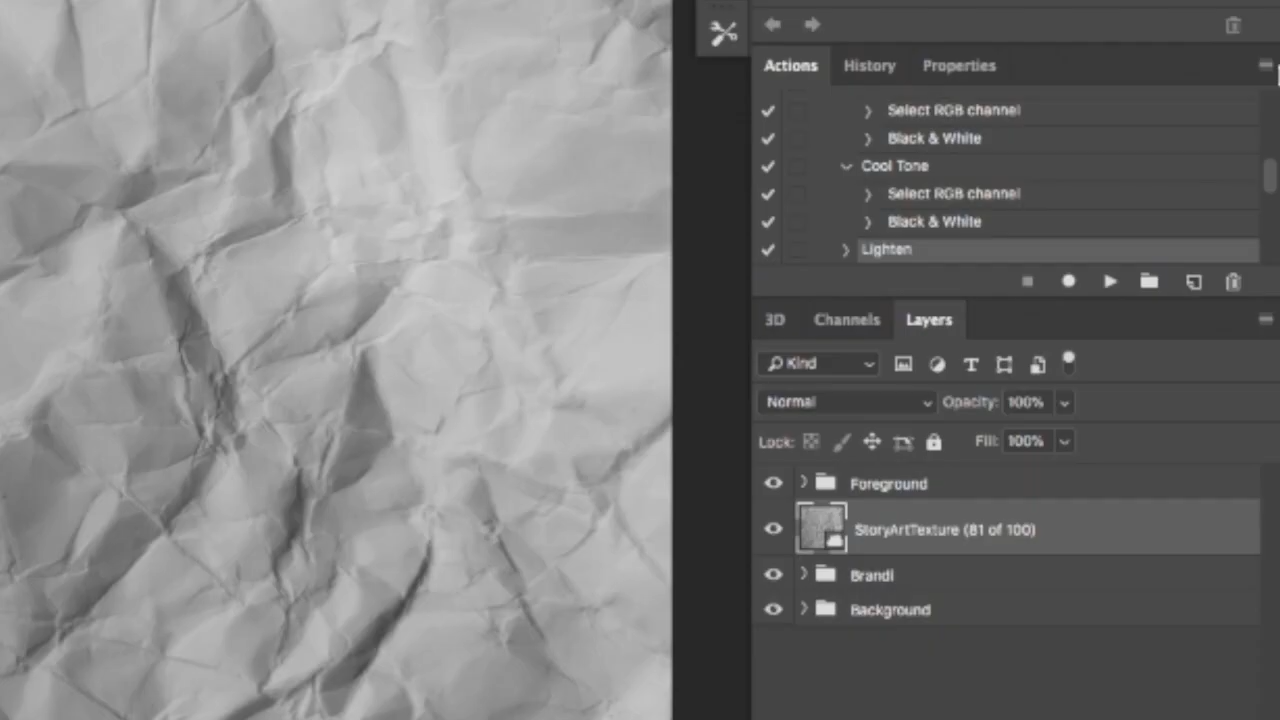 Actions History Properties
Select RGB channel
Black & White
Cool Tone
Select RGB channel
Black & White
Lighten
3D Channels Layers
Kind
Normal Opacity: 100%
Lock: Fill: 100%
Foreground
StoryArtTexture (81 of 100)
Brandi
Background